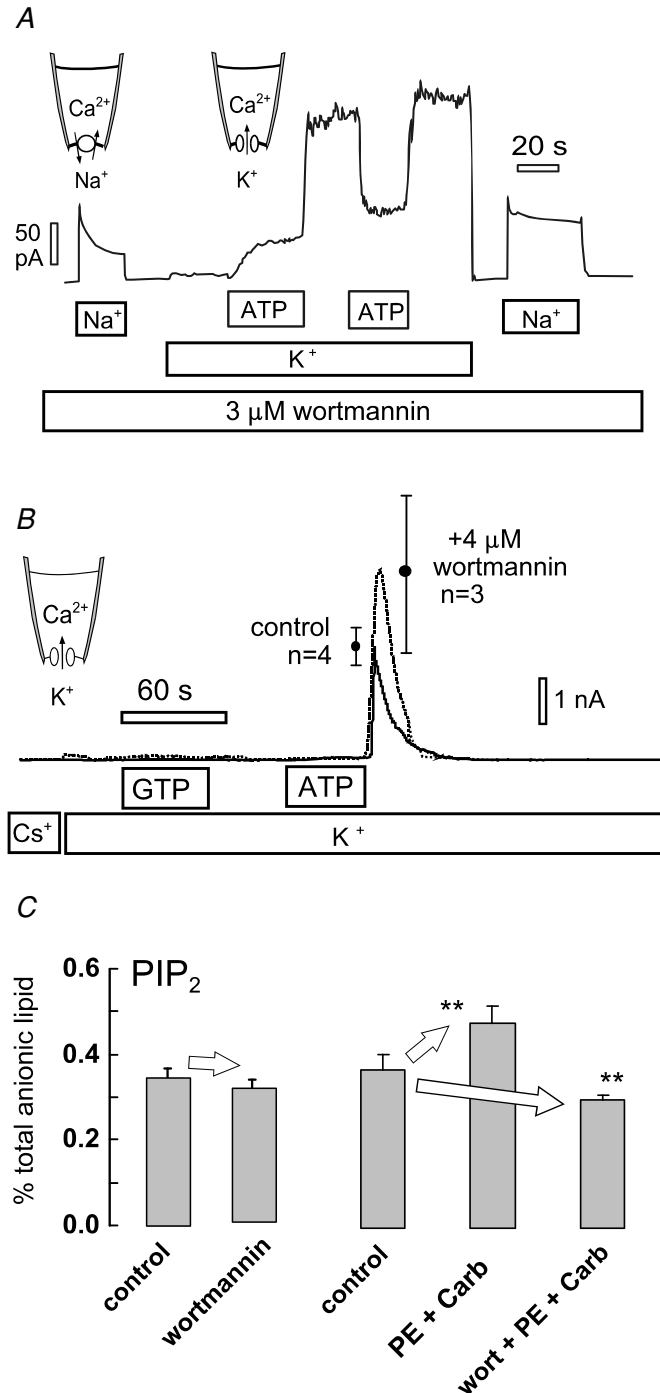 A
Ca²⁺
Na⁺
Ca²⁺
K⁺
20 s
50
pA
Na⁺
ATP
ATP
Na⁺
K⁺
3 μM wortmannin
B
Ca²⁺
K⁺
60 s
control
n=4
+4 μM
wortmannin
n=3
1 nA
GTP
ATP
Cs⁺
K⁺
C
% total anionic lipid
0.6
0.4
0.2
0.0
PIP₂
**
**
control
wortmannin
control
PE + Carb
wort + PE + Carb